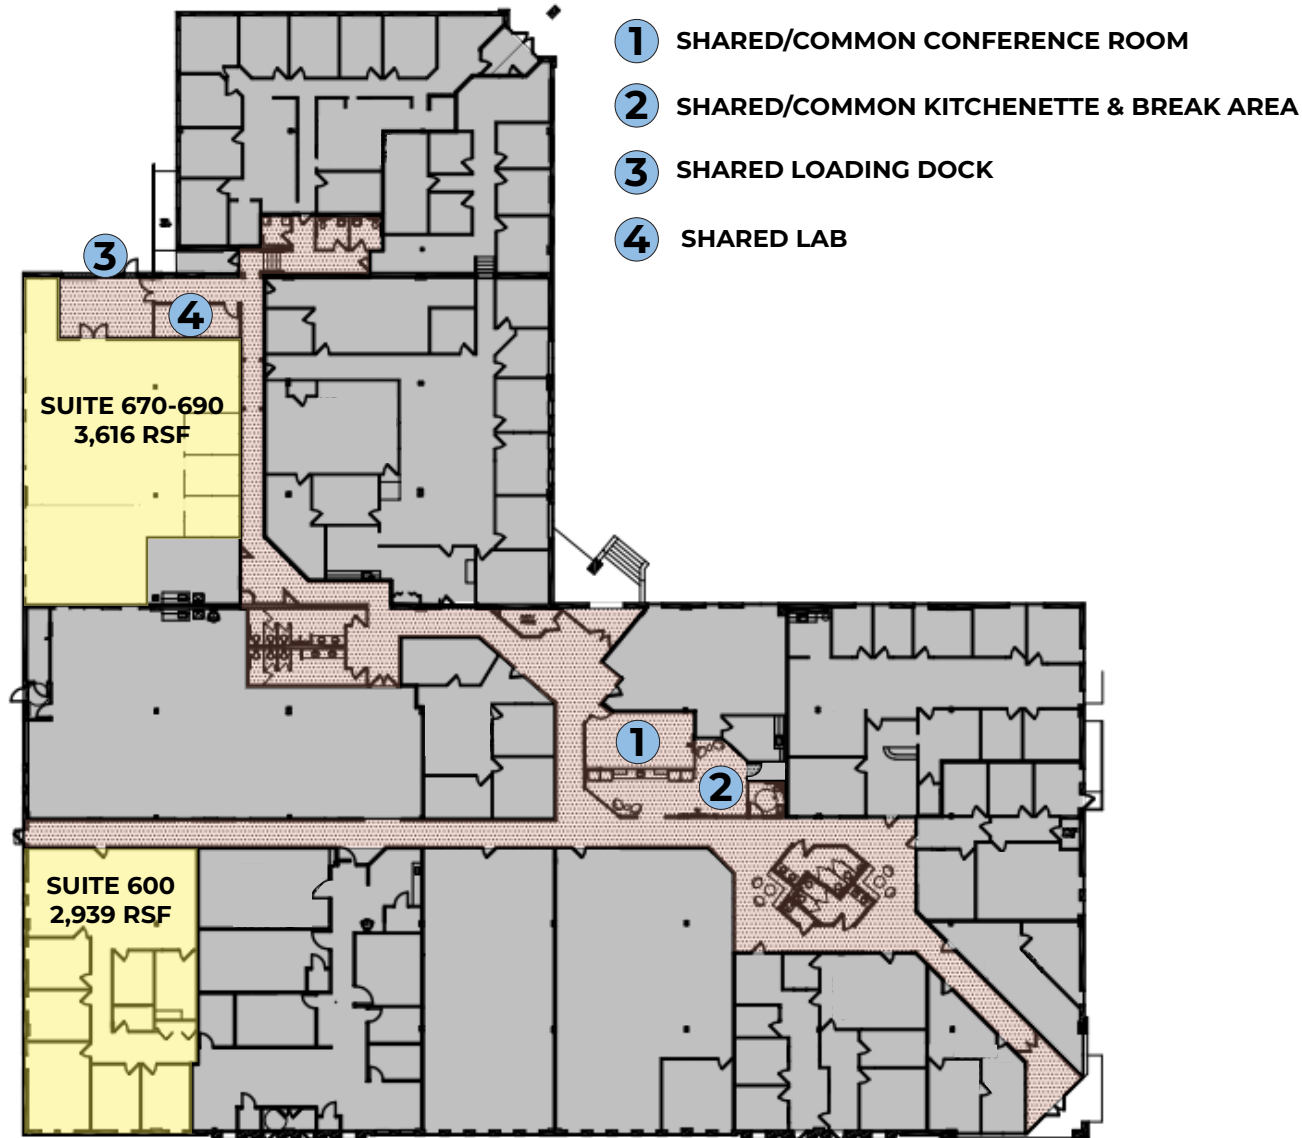 1 SHARED/COMMON CONFERENCE ROOM
2 SHARED/COMMON KITCHENETTE & BREAK AREA
3 SHARED LOADING DOCK
4 SHARED LAB
3
4
SUITE 670-690
3,616 RSF
1
2
SUITE 600
2,939 RSF